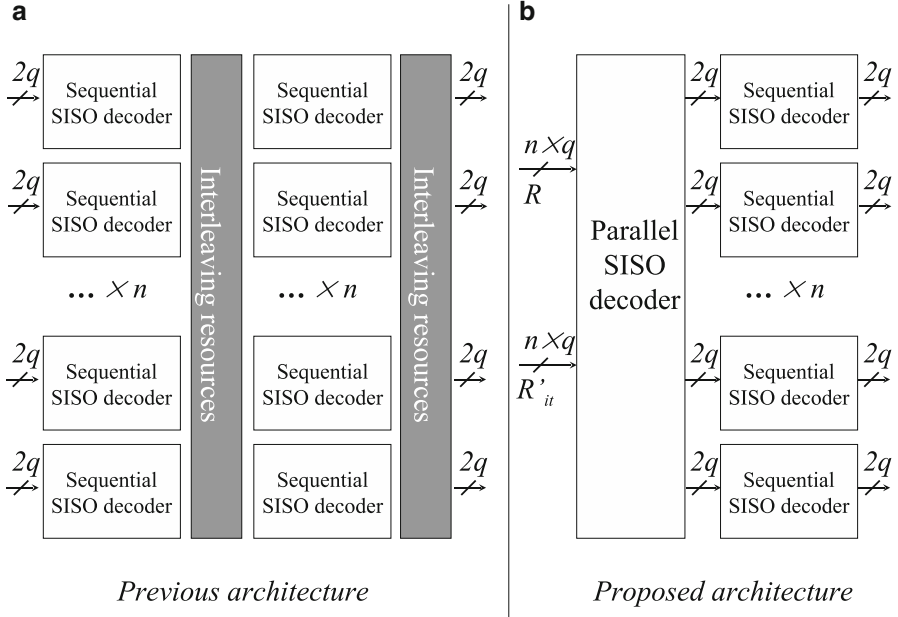 a
2q
Sequential
SISO decoder
2q
Sequential
SISO decoder
... × n
2q
Sequential
SISO decoder
2q
Sequential
SISO decoder
Interleaving resources
Sequential
SISO decoder
Sequential
SISO decoder
... × n
Sequential
SISO decoder
Sequential
SISO decoder
Interleaving resources
2q
2q
2q
2q
Previous architecture
b
n×q
R
n×q
R'it
Parallel
SISO
decoder
2q
Sequential
SISO decoder
2q
2q
Sequential
SISO decoder
2q
... × n
2q
Sequential
SISO decoder
2q
2q
Sequential
SISO decoder
2q
Proposed architecture